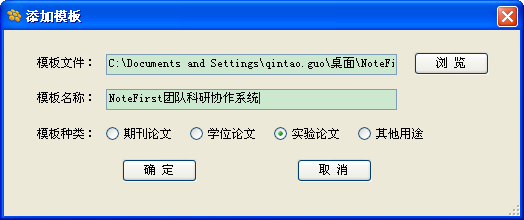 添加模板
模板文件： C:\Documents and Settings\qintao.guo\桌面\NoteFi 浏 览
模板名称： NoteFirst团队科研协作系统
模板种类： 期刊论文 学位论文 实验论文 其他用途
确 定 取 消